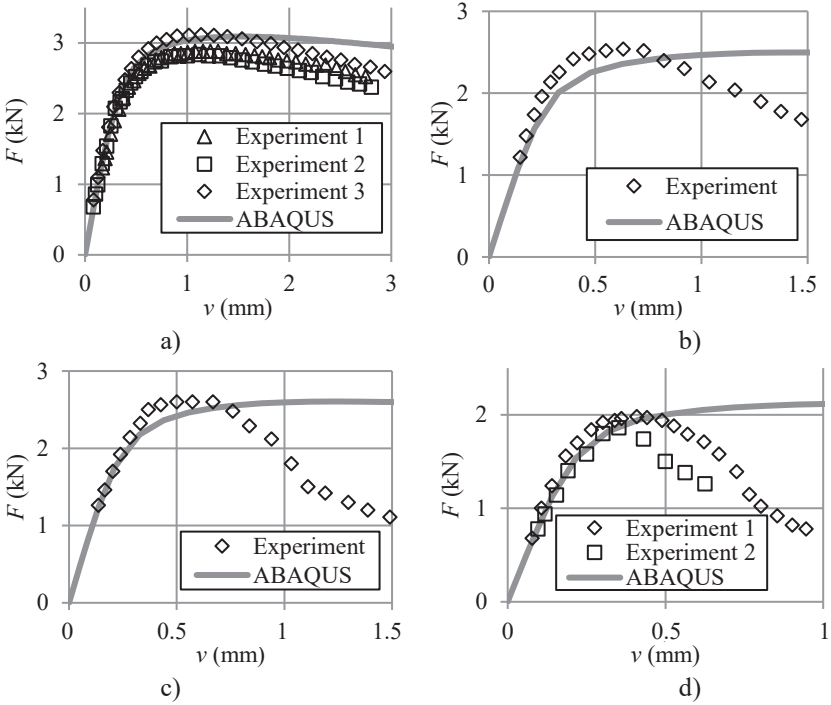 3
2
1
0
F (kN)
Experiment 1
Experiment 2
Experiment 3
ABAQUS
0 1 2 3
v (mm)
a)
3
2
1
0
F (kN)
Experiment
ABAQUS
0 0.5 1 1.5
v (mm)
b)
3
2
1
0
F (kN)
Experiment
ABAQUS
0 0.5 1 1.5
v (mm)
c)
2
1
0
F (kN)
Experiment 1
Experiment 2
ABAQUS
0 0.5 1
v (mm)
d)